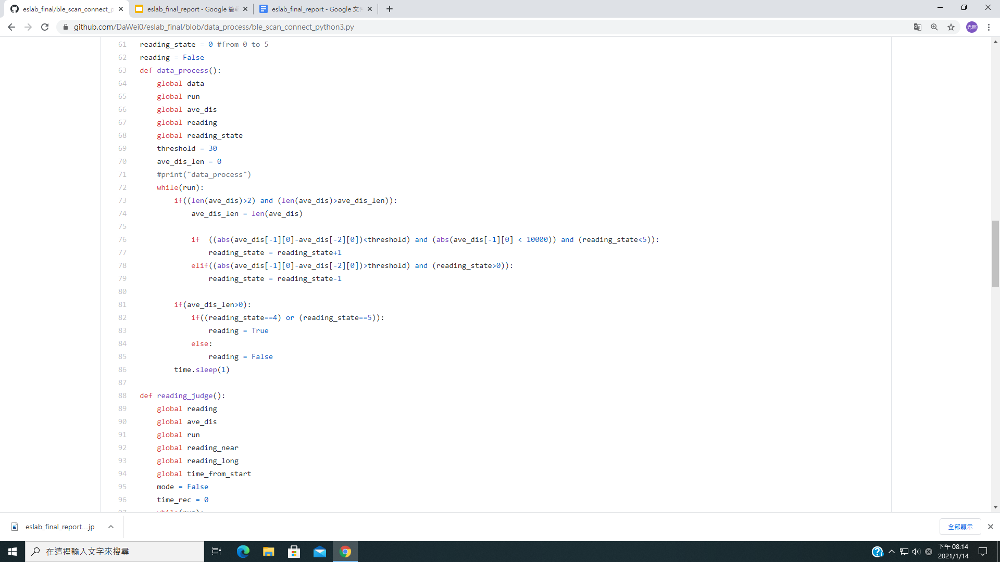 eslab_final/ble_scan_connect_p
eslab_final_report - Google 簡報
eslab_final_report - Google 文件
github.com/DaWei0/eslab_final/blob/data_process/ble_scan_connect_python3.py
光照
61 reading_state = 0 #from 0 to 5
62 reading = False
63 def data_process():
64     global data
65     global run
66     global ave_dis
67     global reading
68     global reading_state
69     threshold = 30
70     ave_dis_len = 0
71     #print("data_process")
72     while(run):
73         if((len(ave_dis)>2) and (len(ave_dis)>ave_dis_len)):
74             ave_dis_len = len(ave_dis)
75
76             if  ((abs(ave_dis[-1][0]-ave_dis[-2][0])<threshold) and (abs(ave_dis[-1][0] < 10000)) and (reading_state<5)):
77                 reading_state = reading_state+1
78             elif((abs(ave_dis[-1][0]-ave_dis[-2][0])>threshold) and (reading_state>0)):
79                 reading_state = reading_state-1
80
81         if(ave_dis_len>0):
82             if((reading_state==4) or (reading_state==5)):
83                 reading = True
84             else:
85                 reading = False
86         time.sleep(1)
87
88 def reading_judge():
89     global reading
90     global ave_dis
91     global run
92     global reading_near
93     global reading_long
94     global time_from_start
95     mode = False
96     time_rec = 0
97     while(run):
eslab_final_report....jp
全部顯示
在這裡輸入文字來搜尋
下午 08:14
2021/1/14